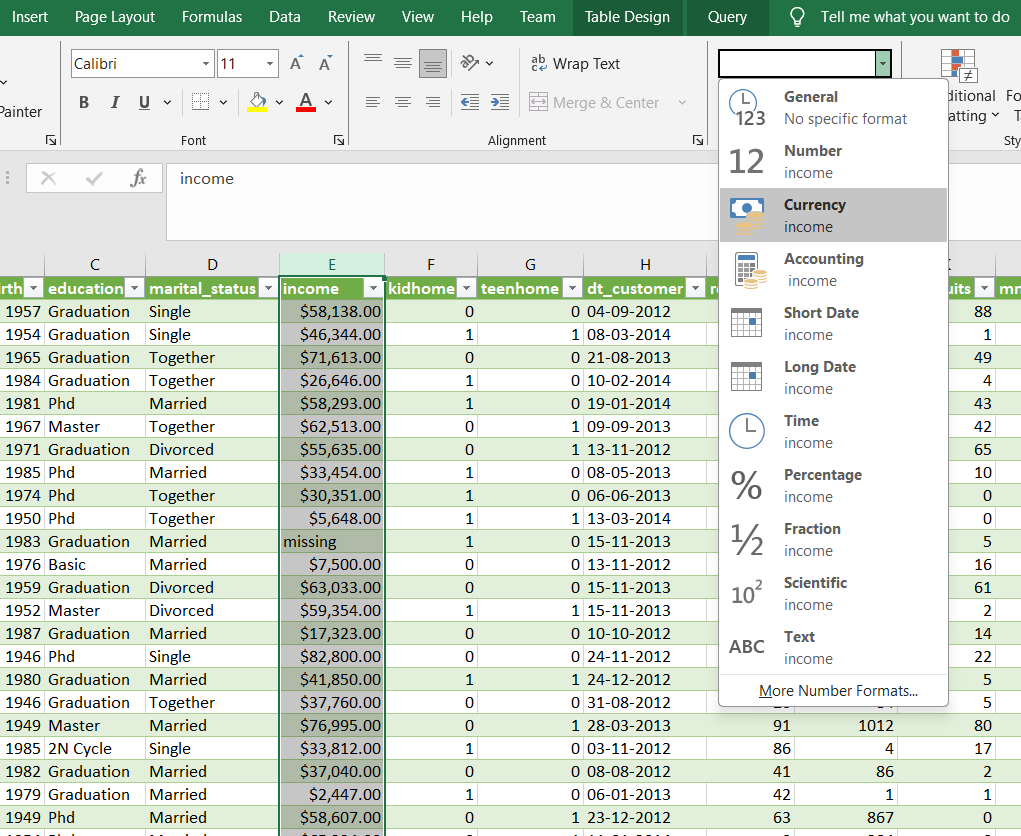 Insert Page Layout Formulas Data Review View Help Team Table Design Query Tell me what you want to do
Calibri 11 A A ab Wrap Text
Painter B I U A Merge & Center
ditional Fo
atting T
Font Alignment Sty
fx income
General
123 No specific format
12 Number
income
Currency
income
Accounting
income
Short Date
income
Long Date
income
Time
income
% Percentage
income
½ Fraction
income
10² Scientific
income
ABC Text
income
More Number Formats...
C D E F G H
irth education marital_status income kidhome teenhome dt_customer uits mn
1957 Graduation Single $58,138.00 0 0 04-09-2012 88
1954 Graduation Single $46,344.00 1 1 08-03-2014 1
1965 Graduation Together $71,613.00 0 0 21-08-2013 49
1984 Graduation Together $26,646.00 1 0 10-02-2014 4
1981 Phd Married $58,293.00 1 0 19-01-2014 43
1967 Master Together $62,513.00 0 1 09-09-2013 42
1971 Graduation Divorced $55,635.00 0 1 13-11-2012 65
1985 Phd Married $33,454.00 1 0 08-05-2013 10
1974 Phd Together $30,351.00 1 0 06-06-2013 0
1950 Phd Together $5,648.00 1 1 13-03-2014 0
1983 Graduation Married missing 1 0 15-11-2013 5
1976 Basic Married $7,500.00 0 0 13-11-2012 16
1959 Graduation Divorced $63,033.00 0 0 15-11-2013 61
1952 Master Divorced $59,354.00 1 1 15-11-2013 2
1987 Graduation Married $17,323.00 0 0 10-10-2012 14
1946 Phd Single $82,800.00 0 0 24-11-2012 22
1980 Graduation Married $41,850.00 1 1 24-12-2012 5
1946 Graduation Together $37,760.00 0 0 31-08-2012 5
1949 Master Married $76,995.00 0 1 28-03-2013 91 1012 80
1985 2N Cycle Single $33,812.00 1 0 03-11-2012 86 4 17
1982 Graduation Married $37,040.00 0 0 08-08-2012 41 86 2
1979 Graduation Married $2,447.00 1 0 06-01-2013 42 1 1
1949 Phd Married $58,607.00 0 1 23-12-2012 63 867 0